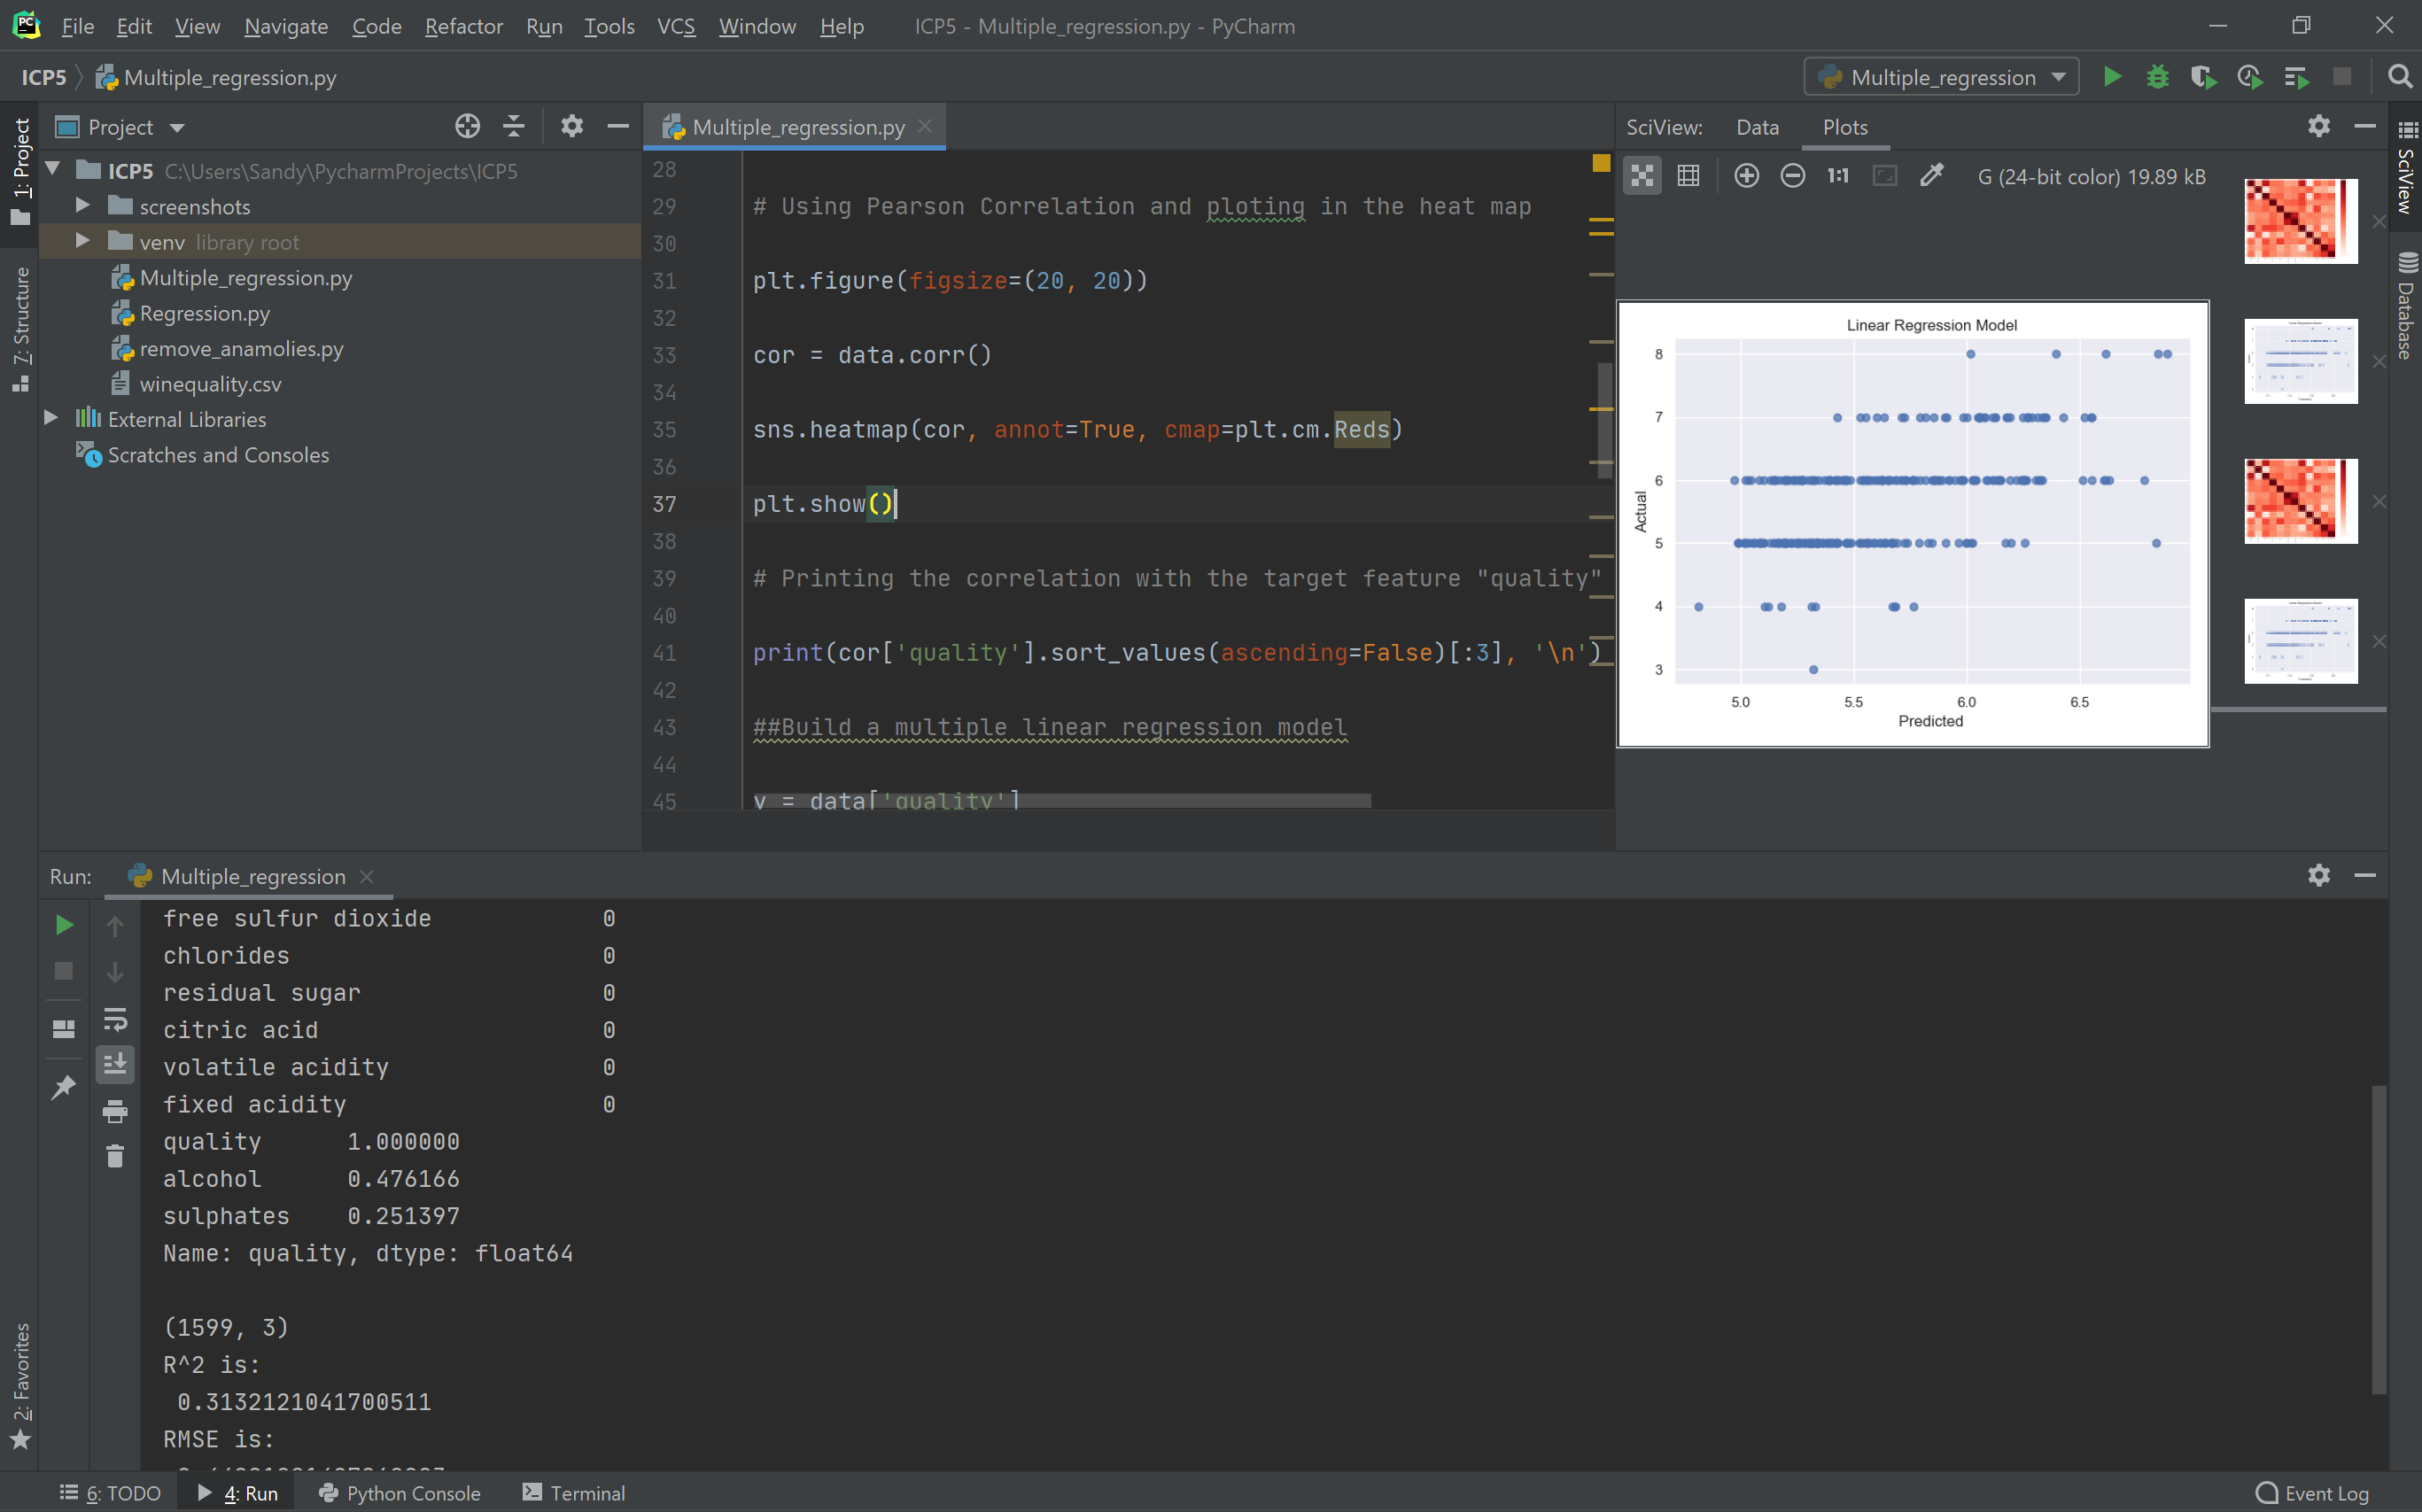 File Edit View Navigate Code Refactor Run Tools VCS Window Help ICP5 - Multiple_regression.py - PyCharm
ICP5 Multiple_regression.py
Multiple_regression
1: Project
7: Structure
2: Favorites
Project
ICP5 C:\Users\Sandy\PycharmProjects\ICP5
screenshots
venv library root
Multiple_regression.py
Regression.py
remove_anamolies.py
winequality.csv
External Libraries
Scratches and Consoles
Multiple_regression.py
28
29 # Using Pearson Correlation and ploting in the heat map
30
31 plt.figure(figsize=(20, 20))
32
33 cor = data.corr()
34
35 sns.heatmap(cor, annot=True, cmap=plt.cm.Reds)
36
37 plt.show()
38
39 # Printing the correlation with the target feature "quality"
40
41 print(cor['quality'].sort_values(ascending=False)[:3], '\n')
42
43 ##Build a multiple linear regression model
44
45 y = data['quality']
SciView: Data Plots
1:1 G (24-bit color) 19.89 kB
Linear Regression Model
8
7
6
5
4
3
Actual
5.0 5.5 6.0 6.5
Predicted
SciView
Database
Run: Multiple_regression
free sulfur dioxide 0
chlorides 0
residual sugar 0
citric acid 0
volatile acidity 0
fixed acidity 0
quality 1.000000
alcohol 0.476166
sulphates 0.251397
Name: quality, dtype: float64
(1599, 3)
R^2 is:
0.3132121041700511
RMSE is:
6: TODO 4: Run Python Console Terminal Event Log